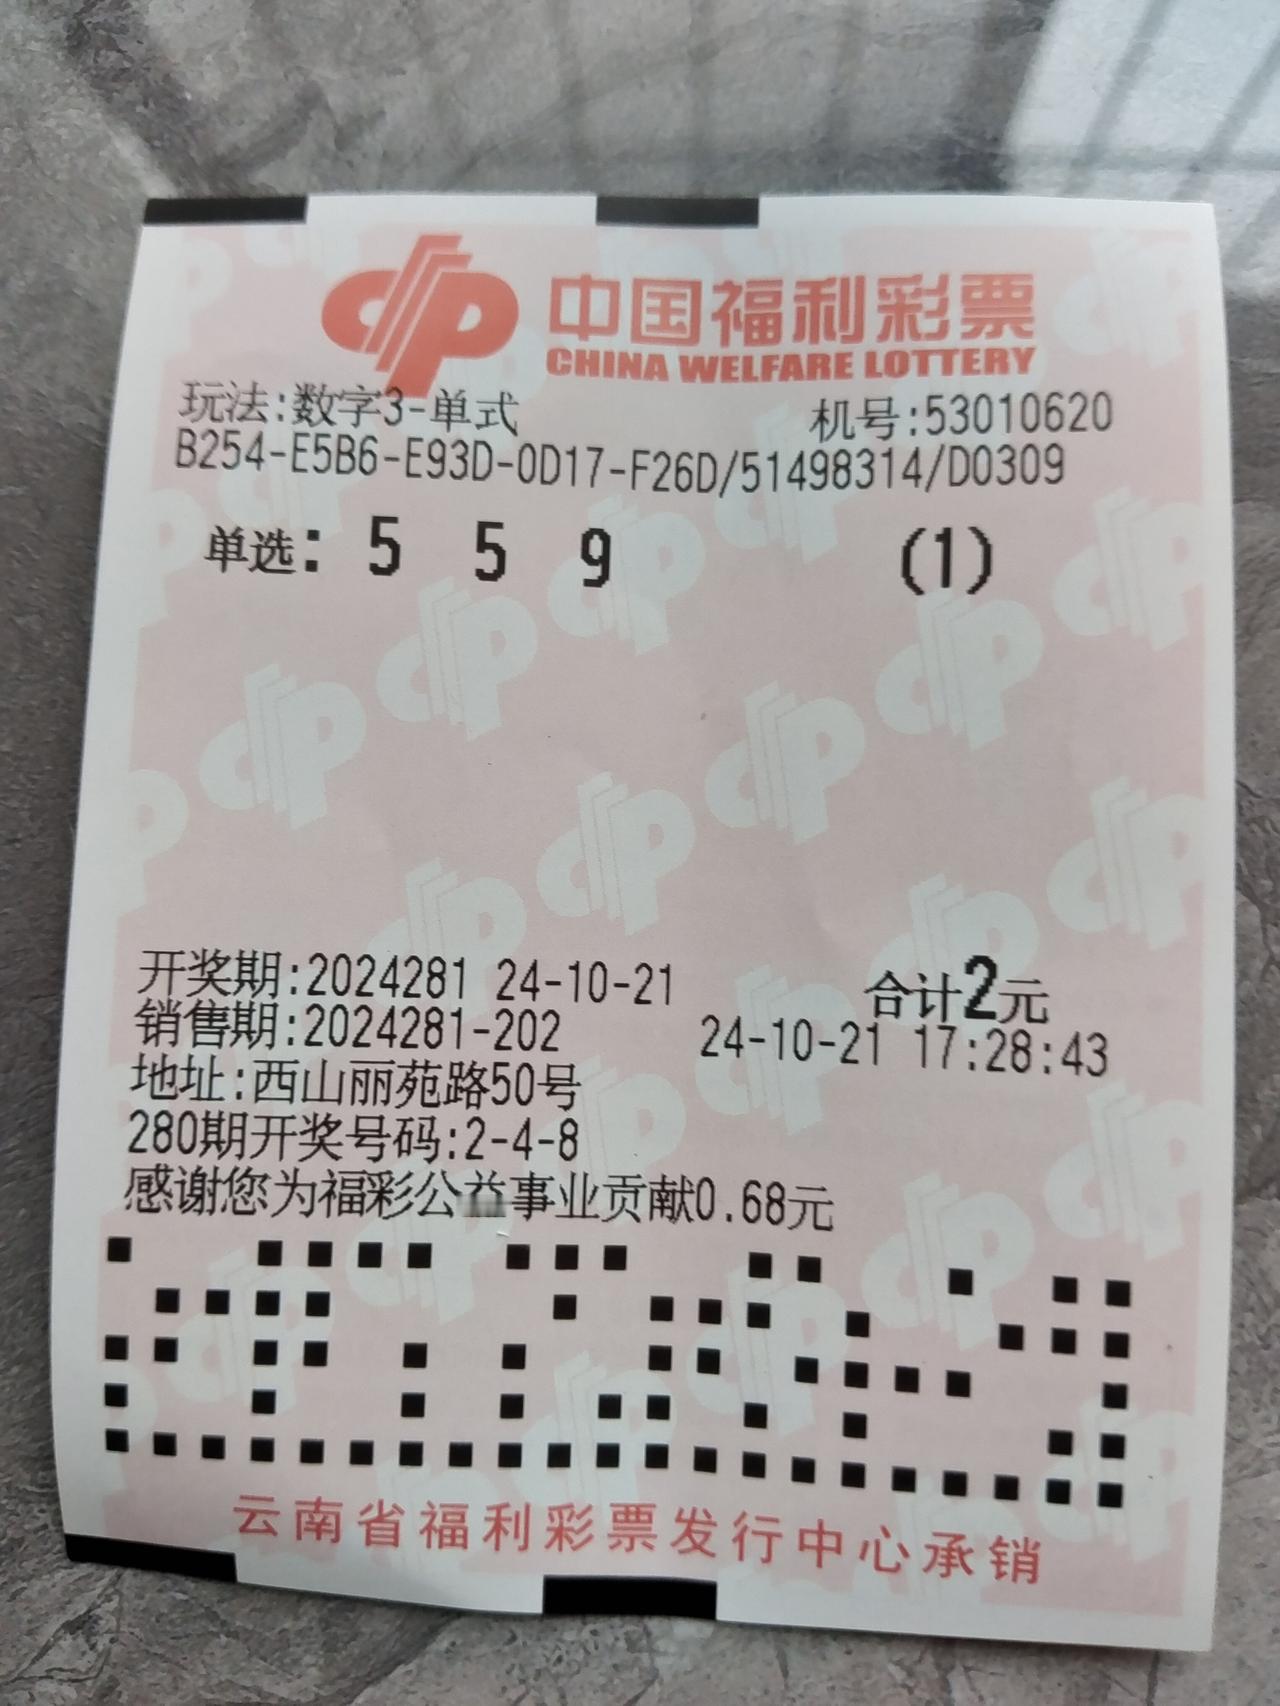 中国福利彩票
CHINA WELFARE LOTTERY
玩法:数字3-单式 机号:53010620
B254-E5B6-E93D-0D17-F26D/51498314/D0309
单选: 5 5 9 (1)
开奖期:2024281 24-10-21 合计2元
销售期:2024281-202 24-10-21 17:28:43
地址:西山丽苑路50号
280期开奖号码:2-4-8
感谢您为福彩公益事业贡献0.68元
云南省福利彩票发行中心承销